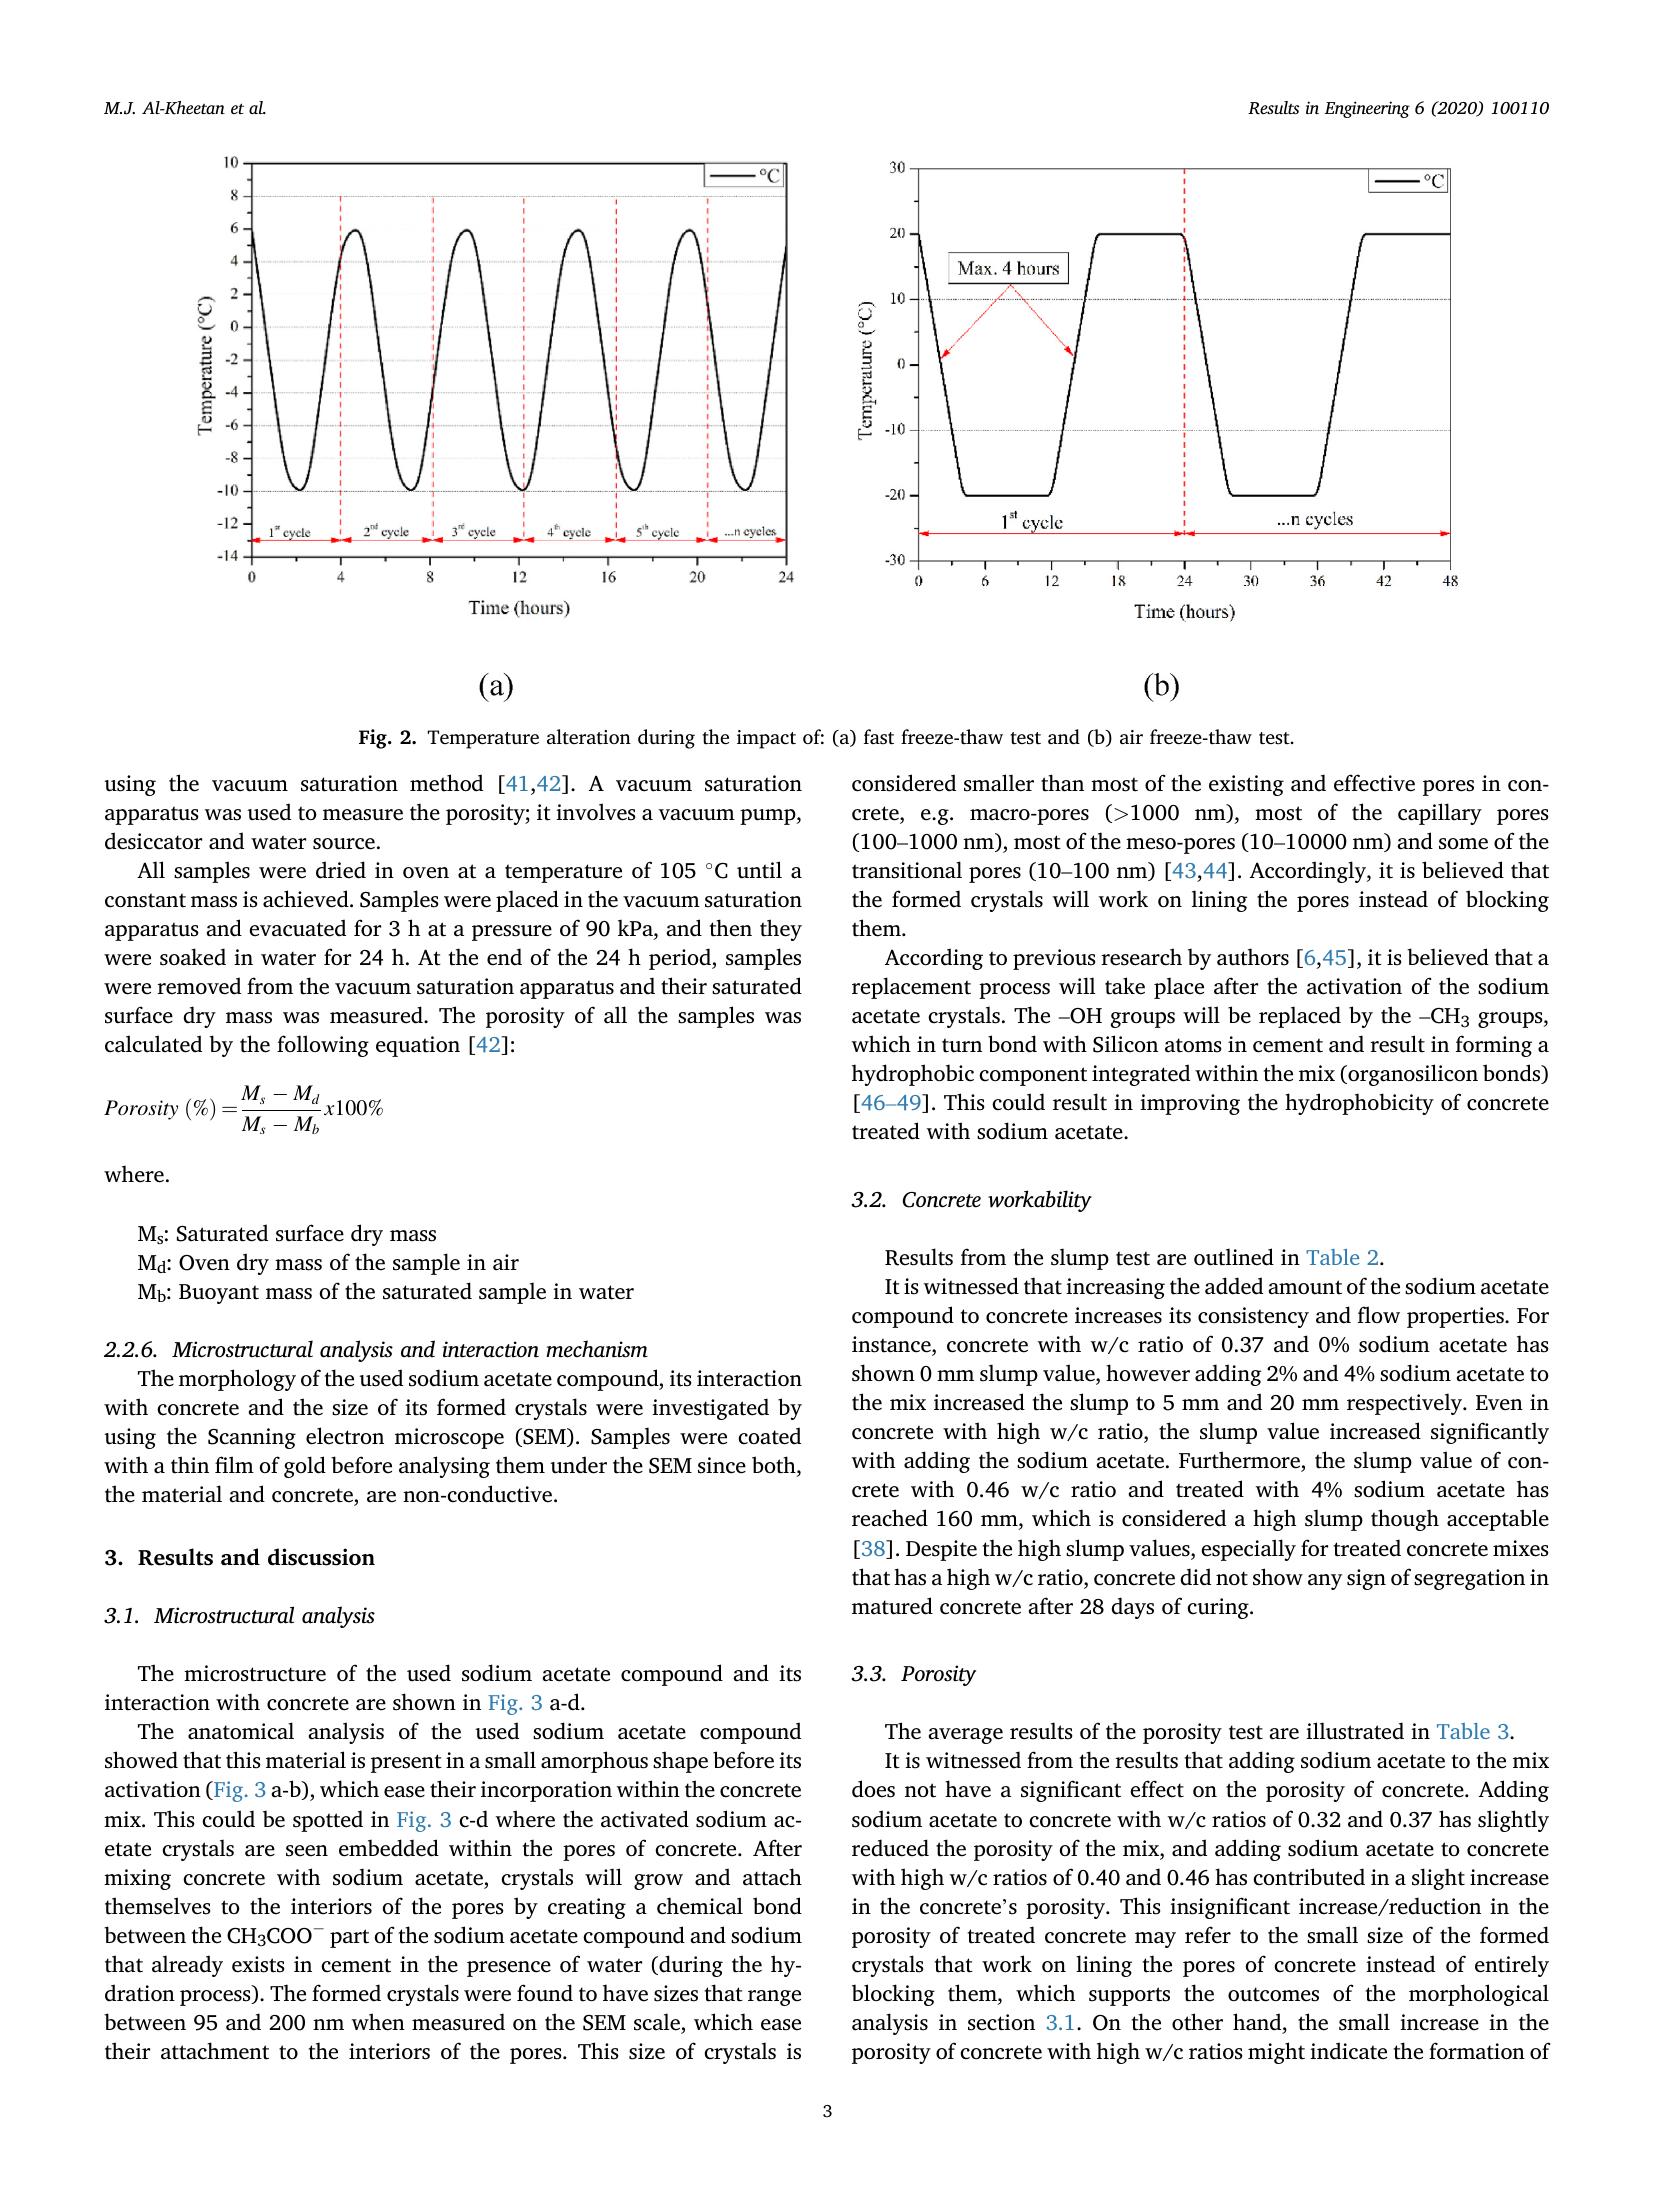 M.J. Al-Kheetan et al.
Results in Engineering 6 (2020) 100110
10
8
6
4
2
0
-2
-4
-6
-8
-10
-12
-14
Temperature (°C)
°C
1st cycle
2nd cycle
3rd cycle
4th cycle
5th cycle
...n cycles
0
4
8
12
16
20
24
Time (hours)
(a)
30
20
10
0
-10
-20
-30
Temperature (°C)
°C
Max. 4 hours
1st cycle
...n cycles
0
6
12
18
24
30
36
42
48
Time (hours)
(b)
Fig. 2. Temperature alteration during the impact of: (a) fast freeze-thaw test and (b) air freeze-thaw test.
using the vacuum saturation method [41,42]. A vacuum saturation
apparatus was used to measure the porosity; it involves a vacuum pump,
desiccator and water source.
All samples were dried in oven at a temperature of 105 °C until a
constant mass is achieved. Samples were placed in the vacuum saturation
apparatus and evacuated for 3 h at a pressure of 90 kPa, and then they
were soaked in water for 24 h. At the end of the 24 h period, samples
were removed from the vacuum saturation apparatus and their saturated
surface dry mass was measured. The porosity of all the samples was
calculated by the following equation [42]:
Porosity (%) = (Ms − Md) / (Ms − Mb) x100%
where.
Ms: Saturated surface dry mass
Md: Oven dry mass of the sample in air
Mb: Buoyant mass of the saturated sample in water
2.2.6. Microstructural analysis and interaction mechanism
The morphology of the used sodium acetate compound, its interaction
with concrete and the size of its formed crystals were investigated by
using the Scanning electron microscope (SEM). Samples were coated
with a thin film of gold before analysing them under the SEM since both,
the material and concrete, are non-conductive.
3. Results and discussion
3.1. Microstructural analysis
The microstructure of the used sodium acetate compound and its
interaction with concrete are shown in Fig. 3 a-d.
The anatomical analysis of the used sodium acetate compound
showed that this material is present in a small amorphous shape before its
activation (Fig. 3 a-b), which ease their incorporation within the concrete
mix. This could be spotted in Fig. 3 c-d where the activated sodium ac-
etate crystals are seen embedded within the pores of concrete. After
mixing concrete with sodium acetate, crystals will grow and attach
themselves to the interiors of the pores by creating a chemical bond
between the CH3COO− part of the sodium acetate compound and sodium
that already exists in cement in the presence of water (during the hy-
dration process). The formed crystals were found to have sizes that range
between 95 and 200 nm when measured on the SEM scale, which ease
their attachment to the interiors of the pores. This size of crystals is
considered smaller than most of the existing and effective pores in con-
crete, e.g. macro-pores (>1000 nm), most of the capillary pores
(100–1000 nm), most of the meso-pores (10–10000 nm) and some of the
transitional pores (10–100 nm) [43,44]. Accordingly, it is believed that
the formed crystals will work on lining the pores instead of blocking
them.
According to previous research by authors [6,45], it is believed that a
replacement process will take place after the activation of the sodium
acetate crystals. The –OH groups will be replaced by the –CH3 groups,
which in turn bond with Silicon atoms in cement and result in forming a
hydrophobic component integrated within the mix (organosilicon bonds)
[46–49]. This could result in improving the hydrophobicity of concrete
treated with sodium acetate.
3.2. Concrete workability
Results from the slump test are outlined in Table 2.
It is witnessed that increasing the added amount of the sodium acetate
compound to concrete increases its consistency and flow properties. For
instance, concrete with w/c ratio of 0.37 and 0% sodium acetate has
shown 0 mm slump value, however adding 2% and 4% sodium acetate to
the mix increased the slump to 5 mm and 20 mm respectively. Even in
concrete with high w/c ratio, the slump value increased significantly
with adding the sodium acetate. Furthermore, the slump value of con-
crete with 0.46 w/c ratio and treated with 4% sodium acetate has
reached 160 mm, which is considered a high slump though acceptable
[38]. Despite the high slump values, especially for treated concrete mixes
that has a high w/c ratio, concrete did not show any sign of segregation in
matured concrete after 28 days of curing.
3.3. Porosity
The average results of the porosity test are illustrated in Table 3.
It is witnessed from the results that adding sodium acetate to the mix
does not have a significant effect on the porosity of concrete. Adding
sodium acetate to concrete with w/c ratios of 0.32 and 0.37 has slightly
reduced the porosity of the mix, and adding sodium acetate to concrete
with high w/c ratios of 0.40 and 0.46 has contributed in a slight increase
in the concrete's porosity. This insignificant increase/reduction in the
porosity of treated concrete may refer to the small size of the formed
crystals that work on lining the pores of concrete instead of entirely
blocking them, which supports the outcomes of the morphological
analysis in section 3.1. On the other hand, the small increase in the
porosity of concrete with high w/c ratios might indicate the formation of
3